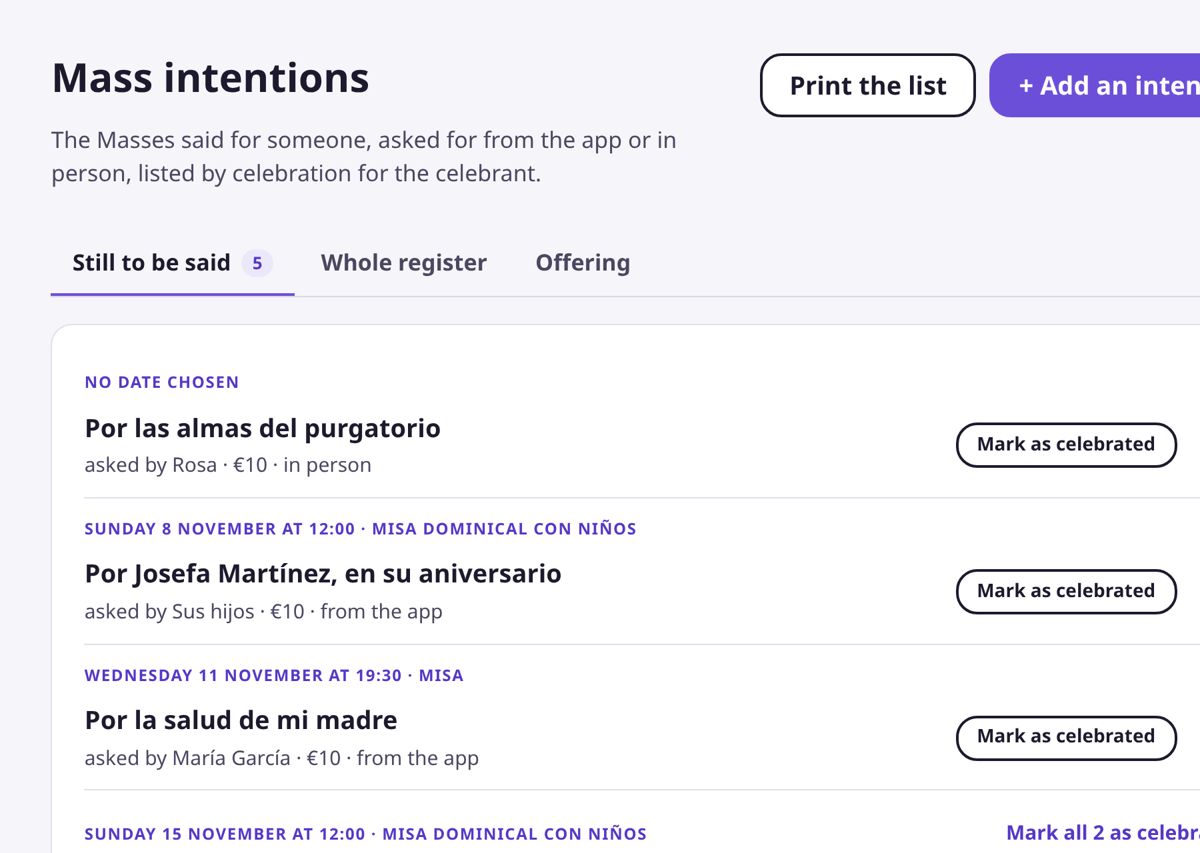 Mass intentions
Print the list
+ Add an inten
The Masses said for someone, asked for from the app or in
person, listed by celebration for the celebrant.
Still to be said 5
Whole register
Offering
NO DATE CHOSEN
Por las almas del purgatorio
asked by Rosa · €10 · in person
Mark as celebrated
SUNDAY 8 NOVEMBER AT 12:00 · MISA DOMINICAL CON NIÑOS
Por Josefa Martínez, en su aniversario
asked by Sus hijos · €10 · from the app
Mark as celebrated
WEDNESDAY 11 NOVEMBER AT 19:30 · MISA
Por la salud de mi madre
asked by María García · €10 · from the app
Mark as celebrated
SUNDAY 15 NOVEMBER AT 12:00 · MISA DOMINICAL CON NIÑOS
Mark all 2 as celebra